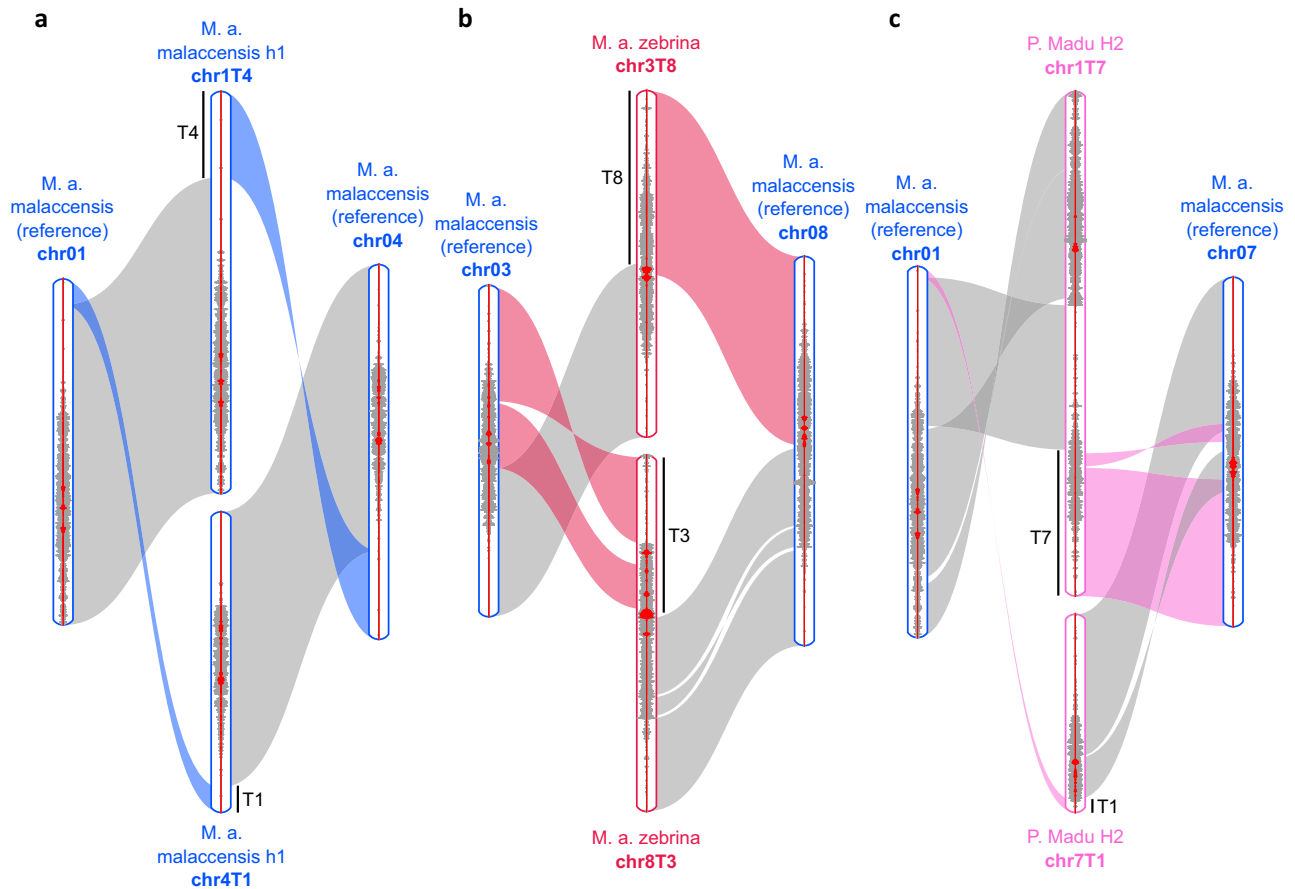 a
M. a.
malaccensis h1
chr1T4
T4
M. a.
malaccensis
(reference)
chr01
M. a.
malaccensis
(reference)
chr04
T1
M. a.
malaccensis h1
chr4T1
b
M. a. zebrina
chr3T8
T8
M. a.
malaccensis
(reference)
chr03
M. a.
malaccensis
(reference)
chr08
T3
M. a. zebrina
chr8T3
c
P. Madu H2
chr1T7
M. a.
malaccensis
(reference)
chr01
M. a.
malaccensis
(reference)
chr07
T7
T1
P. Madu H2
chr7T1